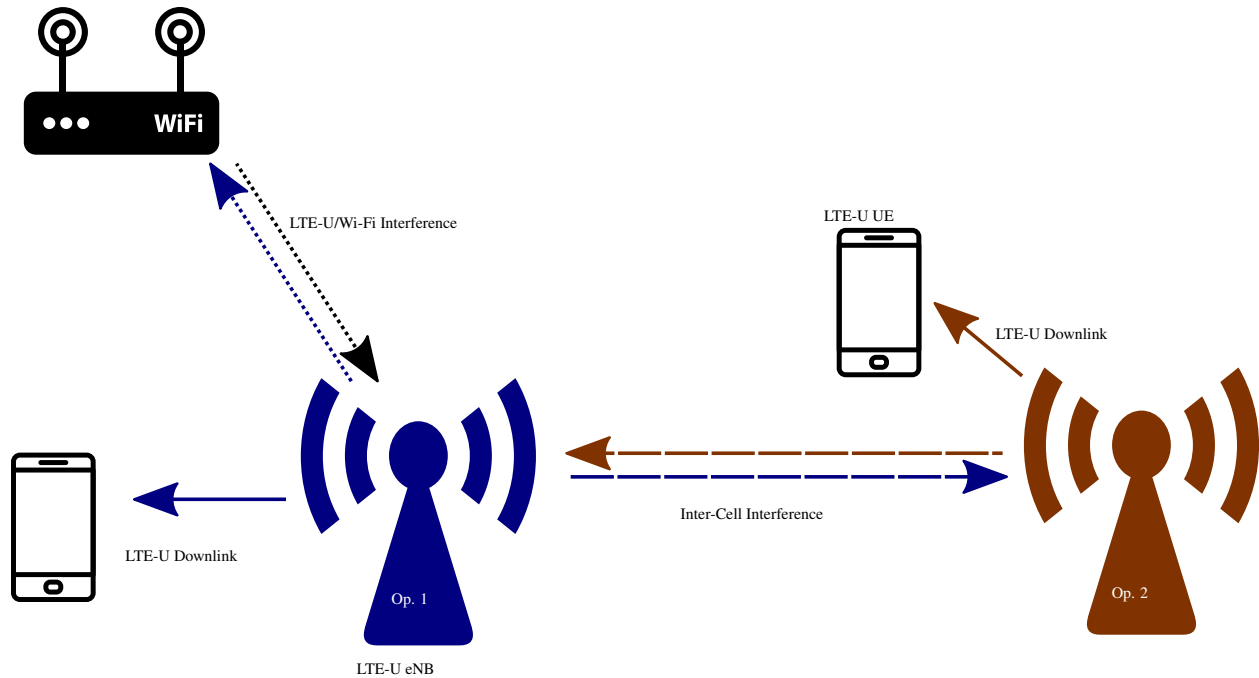 WiFi
LTE-U/Wi-Fi Interference
LTE-U UE
LTE-U Downlink
Inter-Cell Interference
LTE-U Downlink
Op. 1
Op. 2
LTE-U eNB